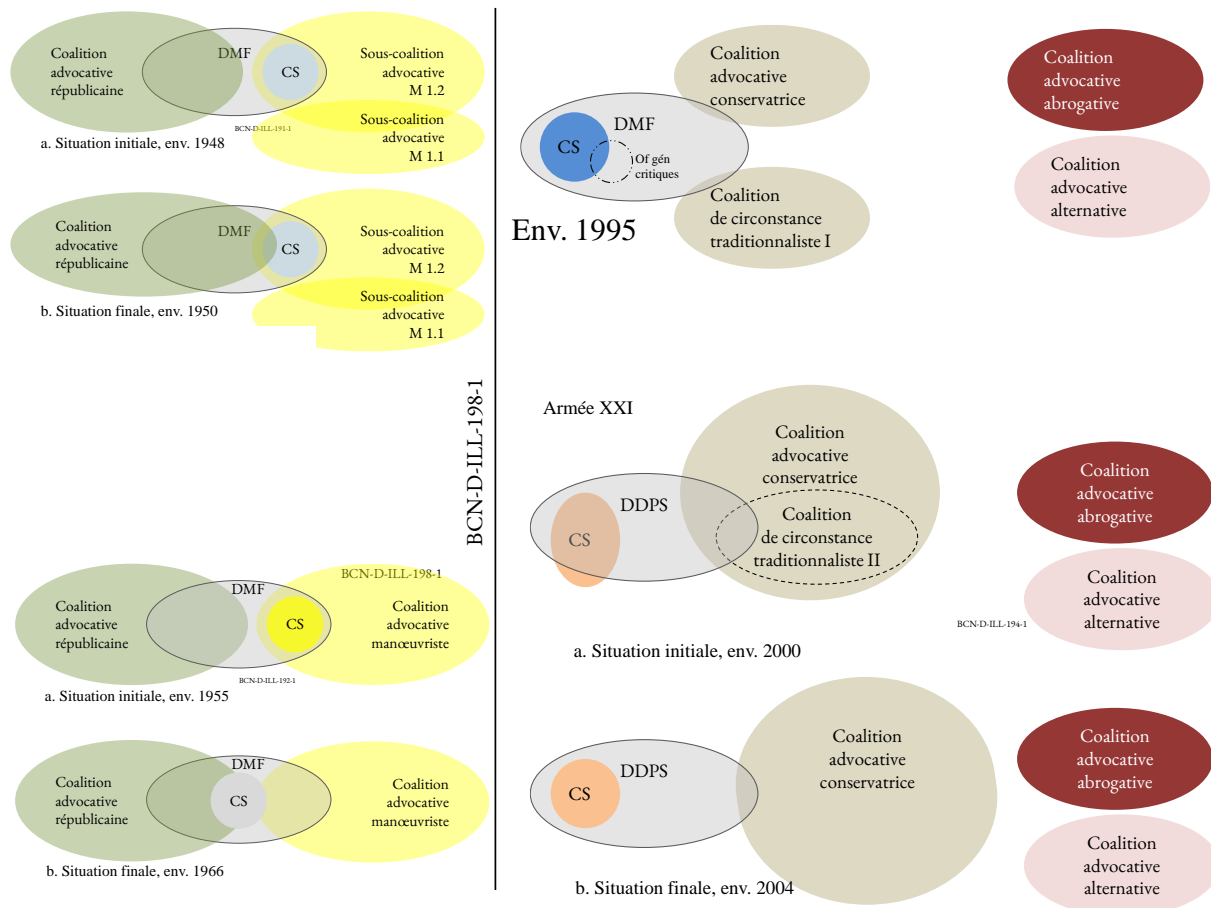 Coalition
advocative
républicaine
DMF
CS
Sous-coalition
advocative
M 1.2
Sous-coalition
advocative
M 1.1
BCN-D-ILL-191-1
a. Situation initiale, env. 1948
Coalition
advocative
républicaine
DMF
CS
Sous-coalition
advocative
M 1.2
Sous-coalition
advocative
M 1.1
b. Situation finale, env. 1950
BCN-D-ILL-198-1
Coalition
advocative
républicaine
DMF
CS
BCN-D-ILL-198-1
Coalition
advocative
manœuvriste
BCN-D-ILL-192-1
a. Situation initiale, env. 1955
Coalition
advocative
républicaine
DMF
CS
Coalition
advocative
manœuvriste
b. Situation finale, env. 1966
Coalition
advocative
conservatrice
DMF
CS
Of gén
critiques
Coalition
de circonstance
traditionnaliste I
Env. 1995
Coalition
advocative
abrogative
Coalition
advocative
alternative
Armée XXI
Coalition
advocative
conservatrice
DDPS
CS
Coalition
de circonstance
traditionnaliste II
Coalition
advocative
abrogative
Coalition
advocative
alternative
BCN-D-ILL-194-1
a. Situation initiale, env. 2000
DDPS
CS
Coalition
advocative
conservatrice
Coalition
advocative
abrogative
Coalition
advocative
alternative
b. Situation finale, env. 2004